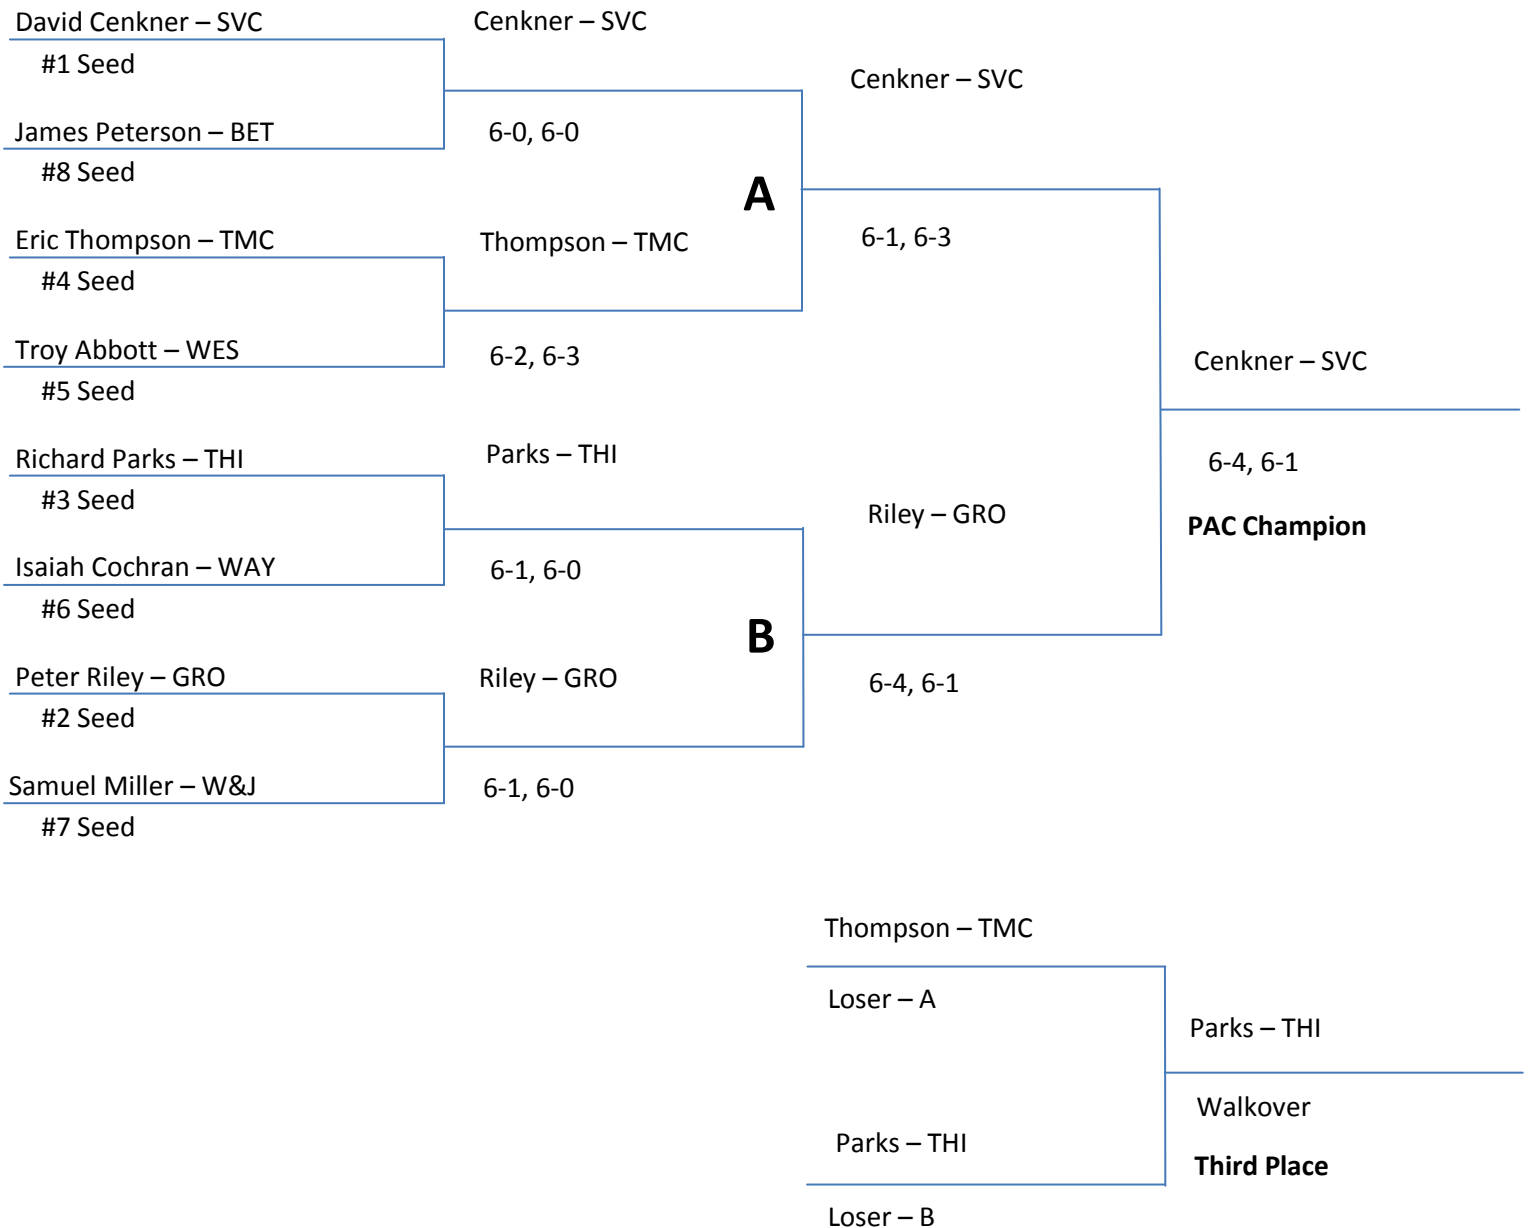 David Cenkner – SVC
#1 Seed
James Peterson – BET
#8 Seed
Eric Thompson – TMC
#4 Seed
Troy Abbott – WES
#5 Seed
Richard Parks – THI
#3 Seed
Isaiah Cochran – WAY
#6 Seed
Peter Riley – GRO
#2 Seed
Samuel Miller – W&J
#7 Seed
Cenkner – SVC
6-0, 6-0
Thompson – TMC
6-2, 6-3
Parks – THI
6-1, 6-0
Riley – GRO
6-1, 6-0
A
B
Cenkner – SVC
6-1, 6-3
Riley – GRO
6-4, 6-1
Cenkner – SVC
6-4, 6-1
PAC Champion
Thompson – TMC
Loser – A
Parks – THI
Loser – B
Parks – THI
Walkover
Third Place